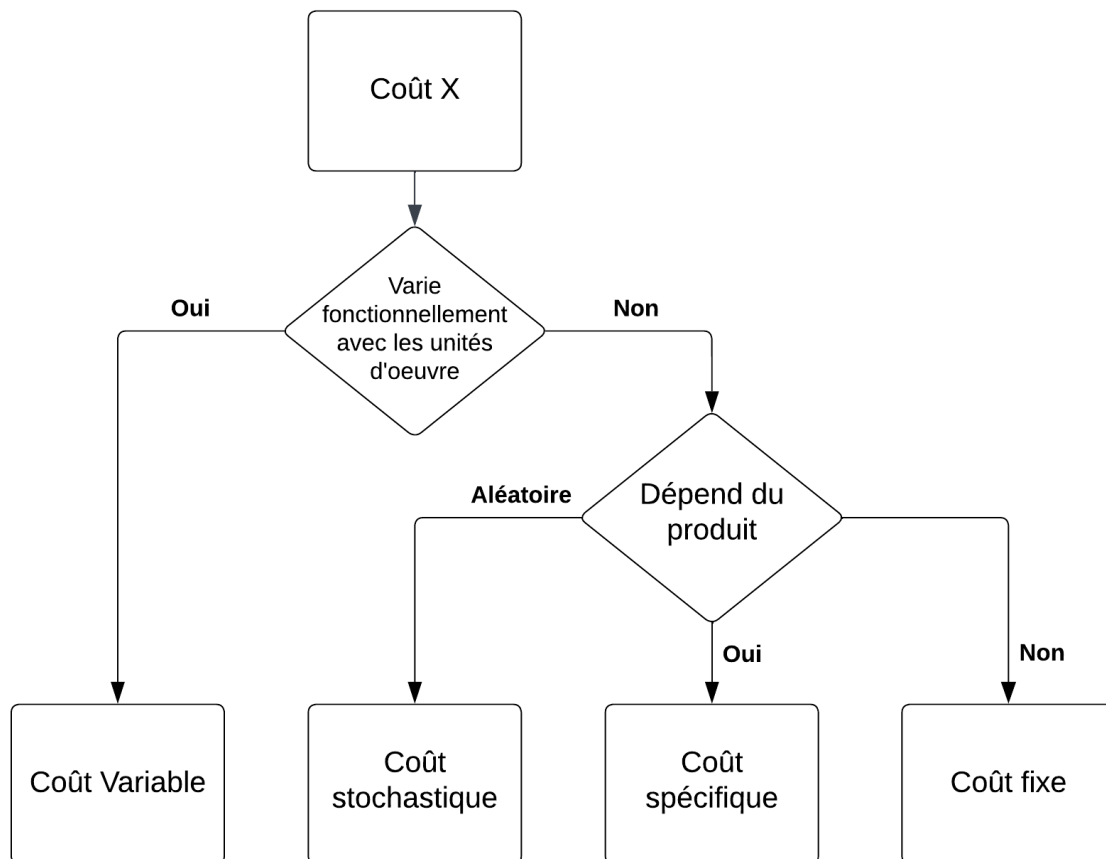 Coût X
Varie
fonctionnellement
avec les unités
d'oeuvre
Oui
Non
Aléatoire
Dépend du
produit
Oui
Non
Coût Variable
Coût
stochastique
Coût
spécifique
Coût fixe